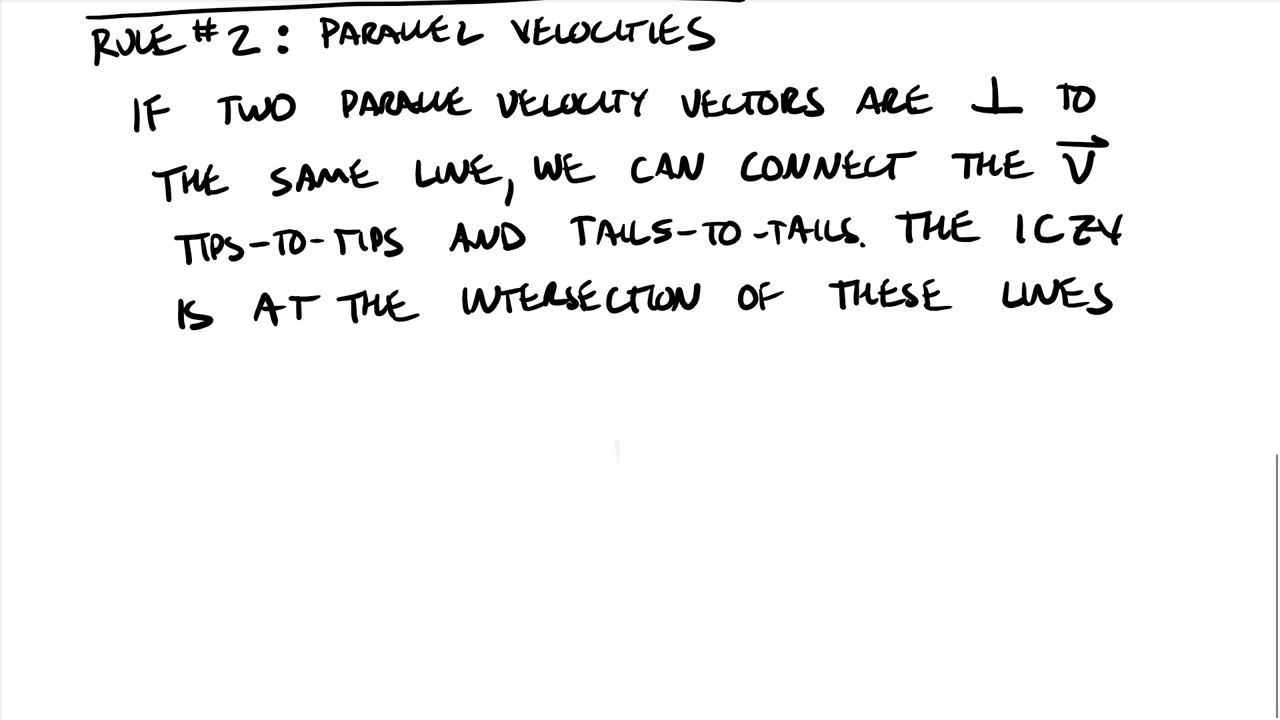 RULE #2: PARALLEL VELOCITIES
IF TWO PARALLE VELOCITY VECTORS ARE ⊥ TO
THE SAME LINE, WE CAN CONNECT THE V⃗
TIPS-TO-TIPS AND TAILS-TO-TAILS. THE ICZV
IS AT THE INTERSECTION OF THESE LINES